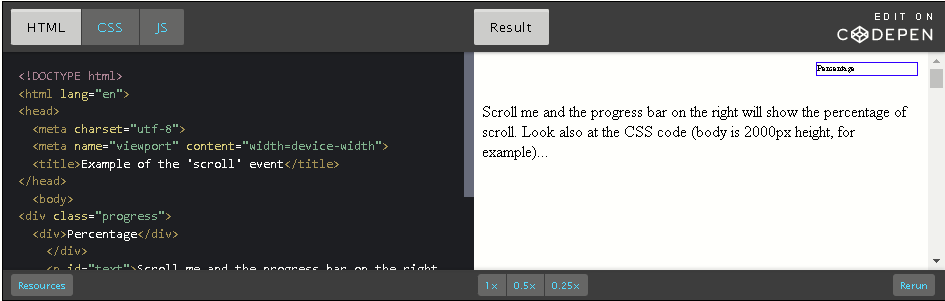 HTML CSS JS
Result
EDIT ON
CODEPEN
<!DOCTYPE html>
<html lang="en">
<head>
<meta charset="utf-8">
<meta name="viewport" content="width=device-width">
<title>Example of the 'scroll' event</title>
</head>
<body>
<div class="progress">
<div>Percentage</div>
</div>
<p id="text">Scroll me and the progress bar on the right
Percentage
Scroll me and the progress bar on the right will show the percentage of
scroll. Look also at the CSS code (body is 2000px height, for
example)...
Resources
1x 0.5x 0.25x
Rerun